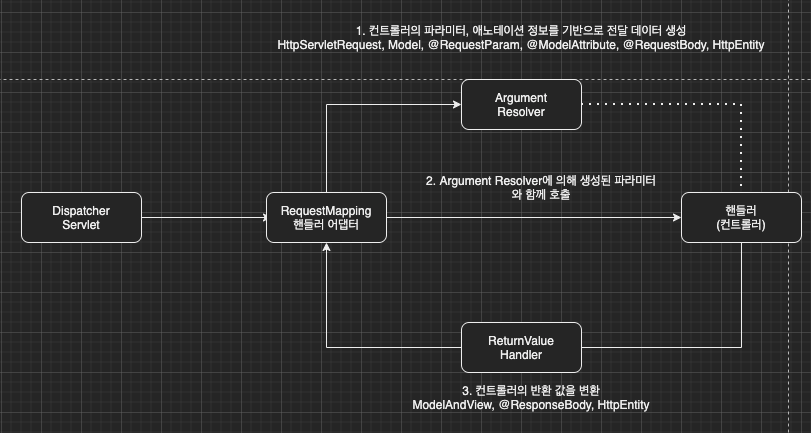 1. 컨트롤러의 파라미터, 애노테이션 정보를 기반으로 전달 데이터 생성
HttpServletRequest, Model, @RequestParam, @ModelAttribute, @RequestBody, HttpEntity
Argument
Resolver
2. Argument Resolver에 의해 생성된 파라미터
와 함께 호출
Dispatcher
Servlet
RequestMapping
핸들러 어댑터
핸들러
(컨트롤러)
ReturnValue
Handler
3. 컨트롤러의 반환 값을 변환
ModelAndView, @ResponseBody, HttpEntity